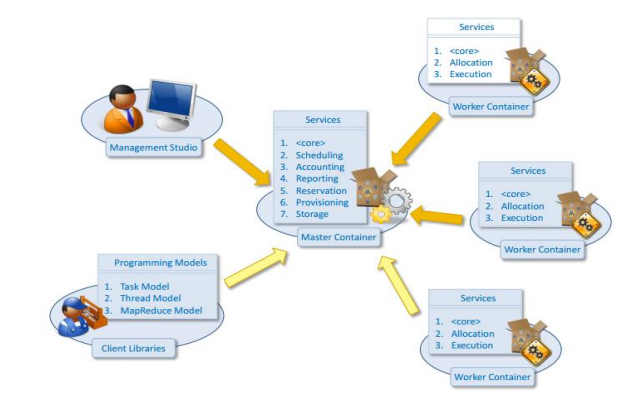 Services
1. <core>
2. Allocation
3. Execution
Worker Container
Management Studio
Services
1. <core>
2. Scheduling
3. Accounting
4. Reporting
5. Reservation
6. Provisioning
7. Storage
Master Container
Services
1. <core>
2. Allocation
3. Execution
Worker Container
Programming Models
1. Task Model
2. Thread Model
3. MapReduce Model
Client Libraries
Services
1. <core>
2. Allocation
3. Execution
Worker Container